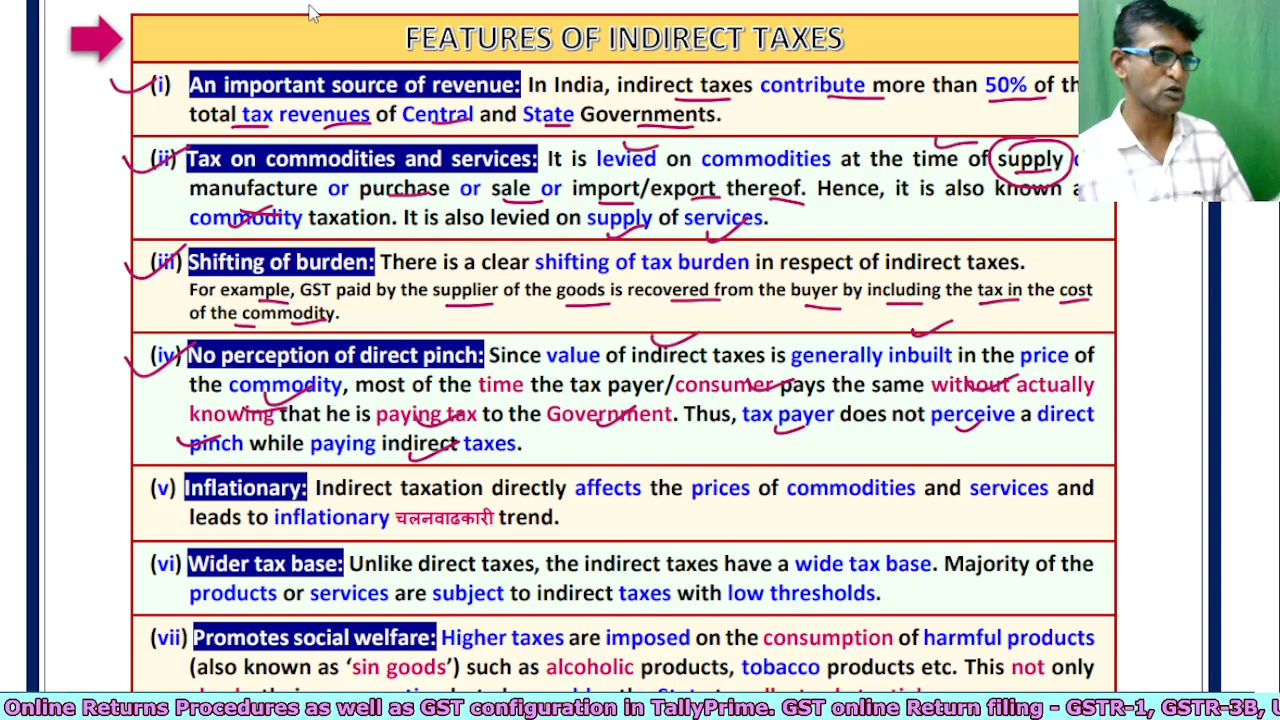 FEATURES OF INDIRECT TAXES
(i) An important source of revenue: In India, indirect taxes contribute more than 50% of th
total tax revenues of Central and State Governments.
(ii) Tax on commodities and services: It is levied on commodities at the time of supply
manufacture or purchase or sale or import/export thereof. Hence, it is also known
commodity taxation. It is also levied on supply of services.
(iii) Shifting of burden: There is a clear shifting of tax burden in respect of indirect taxes.
For example, GST paid by the supplier of the goods is recovered from the buyer by including the tax in the cost
of the commodity.
(iv) No perception of direct pinch: Since value of indirect taxes is generally inbuilt in the price of
the commodity, most of the time the tax payer/consumer pays the same without actually
knowing that he is paying tax to the Government. Thus, tax payer does not perceive a direct
pinch while paying indirect taxes.
(v) Inflationary: Indirect taxation directly affects the prices of commodities and services and
leads to inflationary चलनवाढकारी trend.
(vi) Wider tax base: Unlike direct taxes, the indirect taxes have a wide tax base. Majority of the
products or services are subject to indirect taxes with low thresholds.
(vii) Promotes social welfare: Higher taxes are imposed on the consumption of harmful products
(also known as ‘sin goods’) such as alcoholic products, tobacco products etc. This not only
Online Returns Procedures as well as GST configuration in TallyPrime. GST online Return filing - GSTR-1, GSTR-3B, U